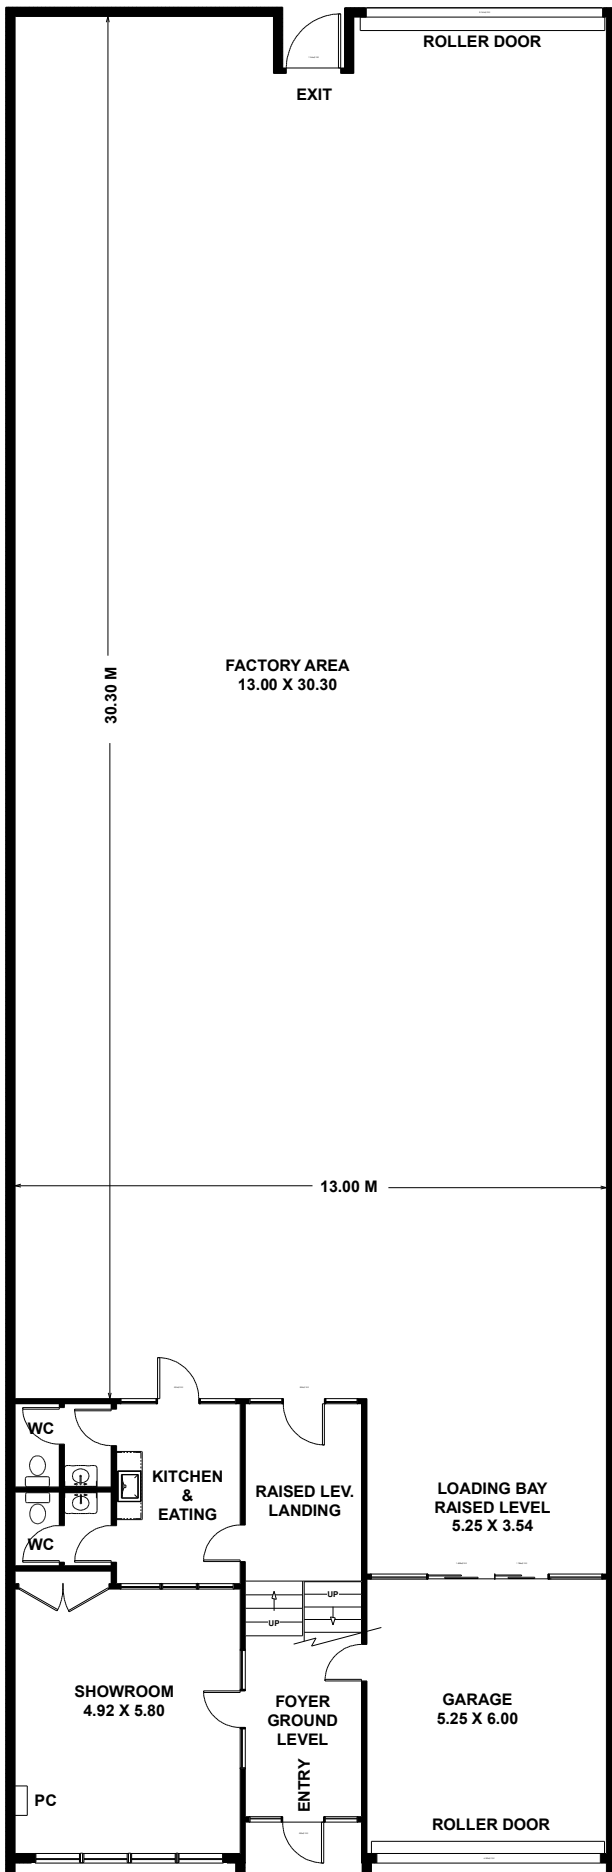 ROLLER DOOR
EXIT
30.30 M
FACTORY AREA
13.00 X 30.30
13.00 M
WC
KITCHEN
&
EATING
RAISED LEV.
LANDING
LOADING BAY
RAISED LEVEL
5.25 X 3.54
WC
UP
UP
SHOWROOM
4.92 X 5.80
FOYER
GROUND
LEVEL
GARAGE
5.25 X 6.00
ENTRY
PC
ROLLER DOOR